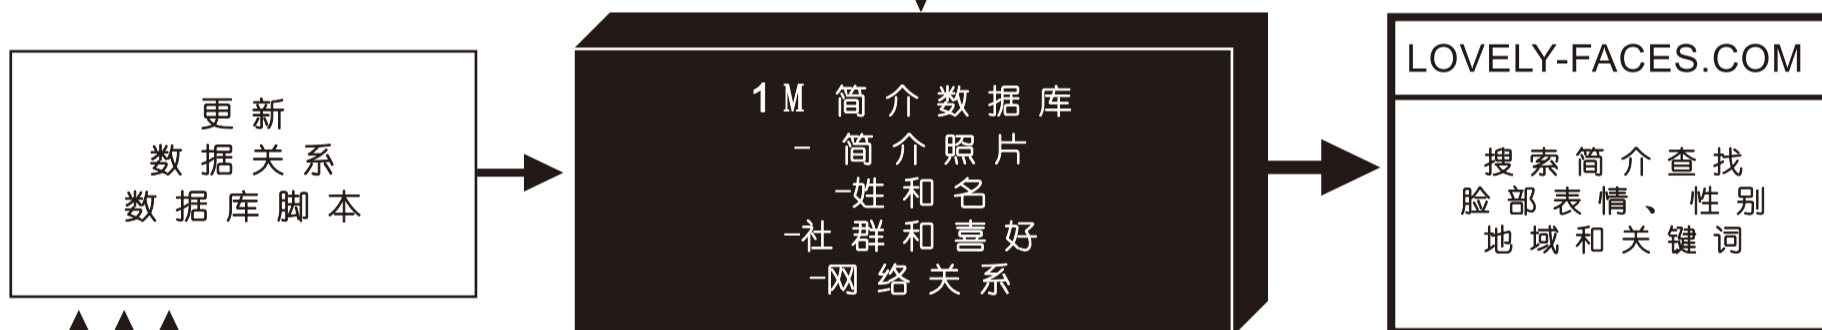 更新
数据关系
数据库脚本
1M 简介数据库
- 简介照片
-姓和名
-社群和喜好
-网络关系
LOVELY-FACES.COM
搜索简介查找
脸部表情、性别
地域和关键词